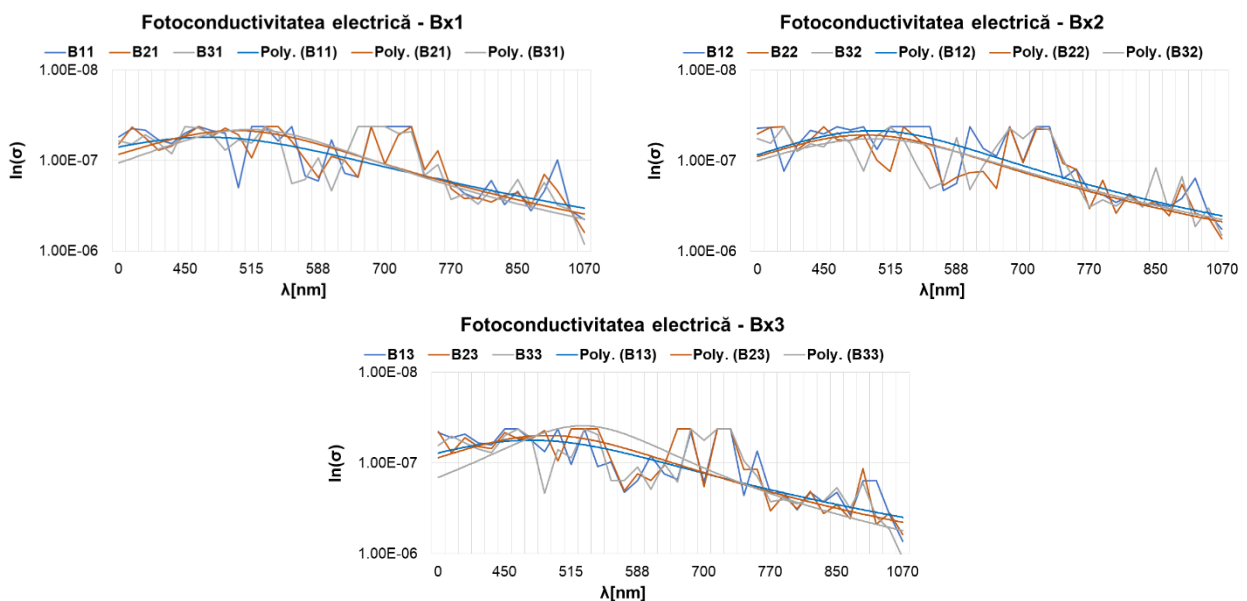 Fotoconductivitatea electrică - Bx1
B11 B21 B31 Poly. (B11) Poly. (B21) Poly. (B31)
1.00E-08
1.00E-07
1.00E-06
ln(σ)
0 450 515 588 700 770 850 1070
λ[nm]
Fotoconductivitatea electrică - Bx2
B12 B22 B32 Poly. (B12) Poly. (B22) Poly. (B32)
1.00E-08
1.00E-07
1.00E-06
ln(σ)
0 450 515 588 700 770 850 1070
λ[nm]
Fotoconductivitatea electrică - Bx3
B13 B23 B33 Poly. (B13) Poly. (B23) Poly. (B33)
1.00E-08
1.00E-07
1.00E-06
ln(σ)
0 450 515 588 700 770 850 1070
λ[nm]